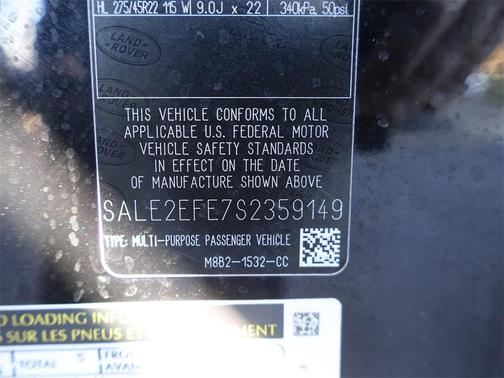 HL 275/45R22 115 W 9.0J x 22 340kPa, 50psi
LAND-ROVER
THIS VEHICLE CONFORMS TO ALL
APPLICABLE U.S. FEDERAL MOTOR
VEHICLE SAFETY STANDARDS
IN EFFECT ON THE DATE
OF MANUFACTURE SHOWN ABOVE
SALE2EFE7S2359149
TYPE: MULTI-PURPOSE PASSENGER VEHICLE
M8B2-1532-CC
LOADING
SUR LES PNEUS ET
TOTAL 5